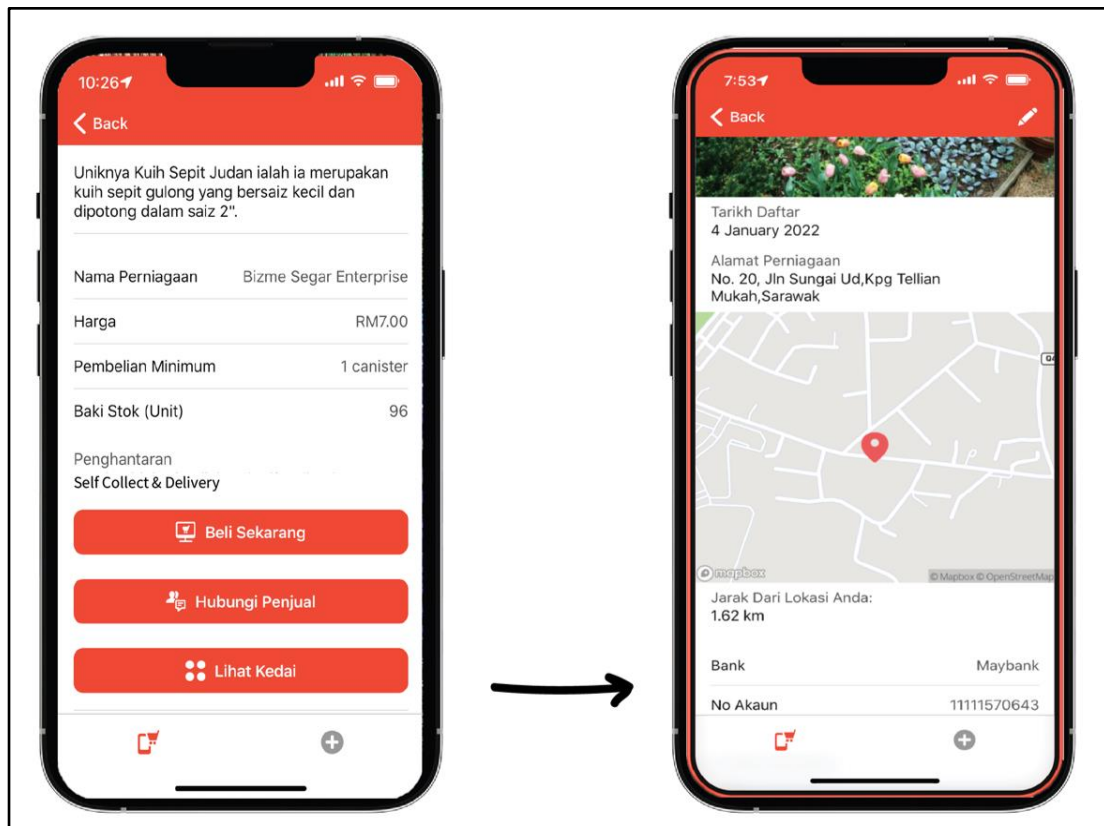 10:26
Back
Uniknya Kuih Sepit Judan ialah ia merupakan
kuih sepit gulong yang bersaiz kecil dan
dipotong dalam saiz 2".
Nama Perniagaan Bizme Segar Enterprise
Harga RM7.00
Pembelian Minimum 1 canister
Baki Stok (Unit) 96
Penghantaran
Self Collect & Delivery
Beli Sekarang
Hubungi Penjual
Lihat Kedai
7:53
Back
Tarikh Daftar
4 January 2022
Alamat Perniagaan
No. 20, Jln Sungai Ud,Kpg Tellian
Mukah,Sarawak
mapbox
© Mapbox © OpenStreetMap
Jarak Dari Lokasi Anda:
1.62 km
Bank Maybank
No Akaun 11111570643